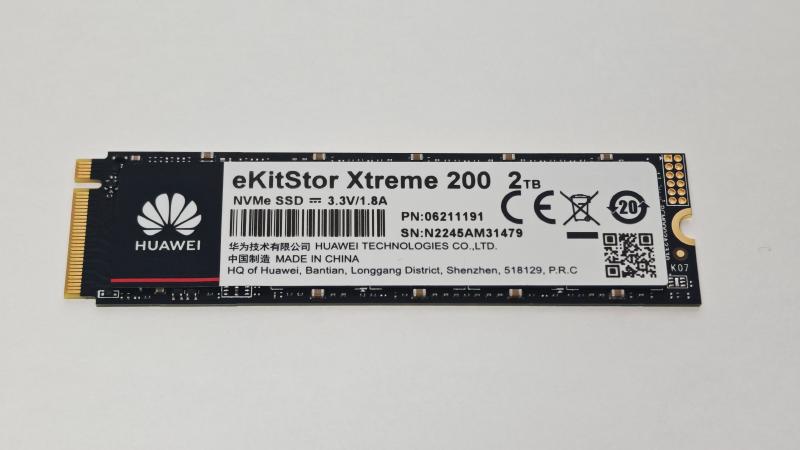 eKitStor Xtreme 200 2TB
NVMe SSD ⎓ 3.3V/1.8A
PN:06211191
SN:N2245AM31479
CE
20
HUAWEI
华为技术有限公司 HUAWEI TECHNOLOGIES CO.,LTD.
中国制造 MADE IN CHINA
HQ of Huawei, Bantian, Longgang District, Shenzhen, 518129, P.R.C
K07